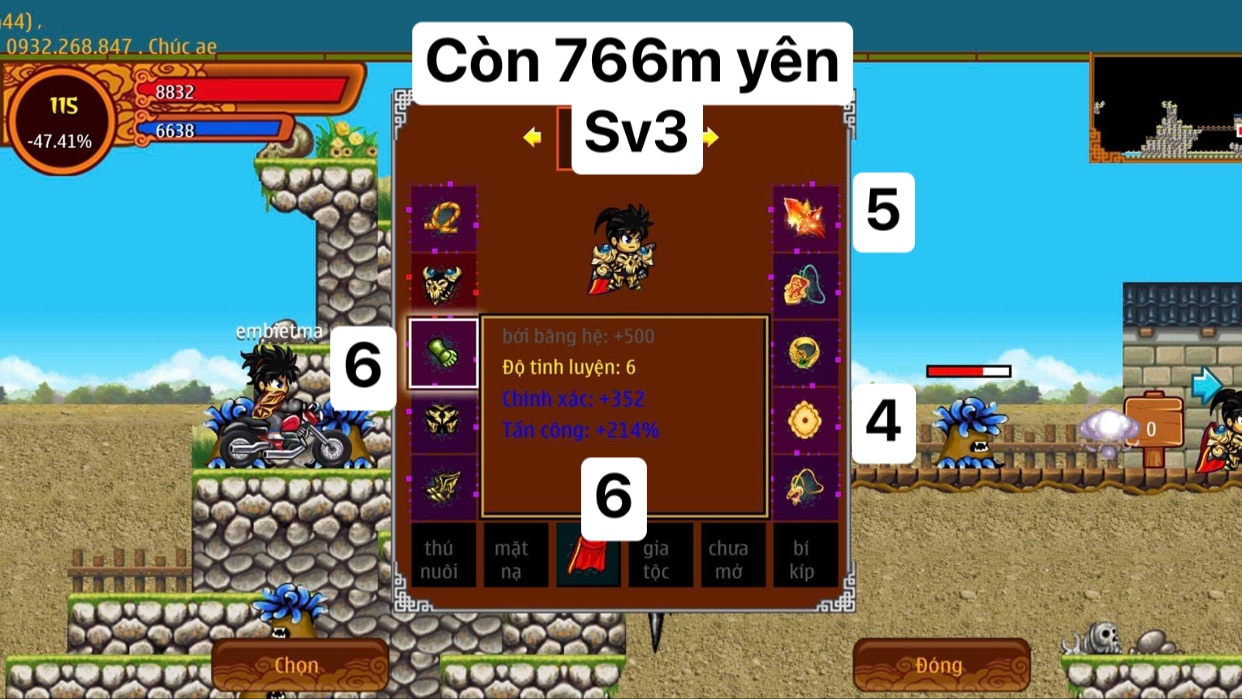 44) ,
0932.268.847 . Chúc ae
Còn 766m yên
Sv3
115
-47.41%
8832
6638
5
embietma
6
bởi băng hệ: +500
Độ tinh luyện: 6
Chính xác: +352
Tấn công: +214%
4
0
6
thú nuôi
mặt nạ
gia tộc
chưa mở
bí kíp
Chọn
Đóng